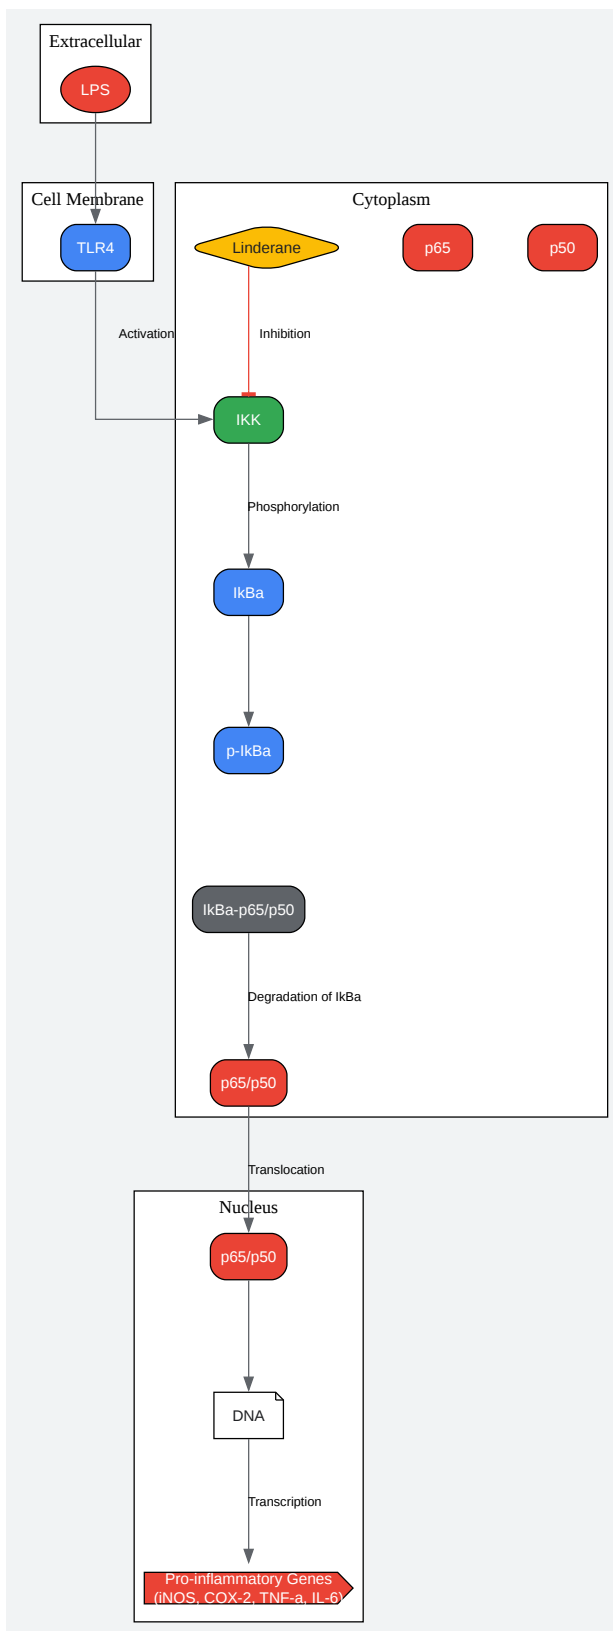 Extracellular
LPS
Cell Membrane
TLR4
Cytoplasm
Linderane
p65
p50
Activation
Inhibition
IKK
Phosphorylation
IkBa
p-IkBa
IkBa-p65/p50
Degradation of IkBa
p65/p50
Translocation
Nucleus
p65/p50
DNA
Transcription
Pro-inflammatory Genes
(iNOS, COX-2, TNF-a, IL-6)